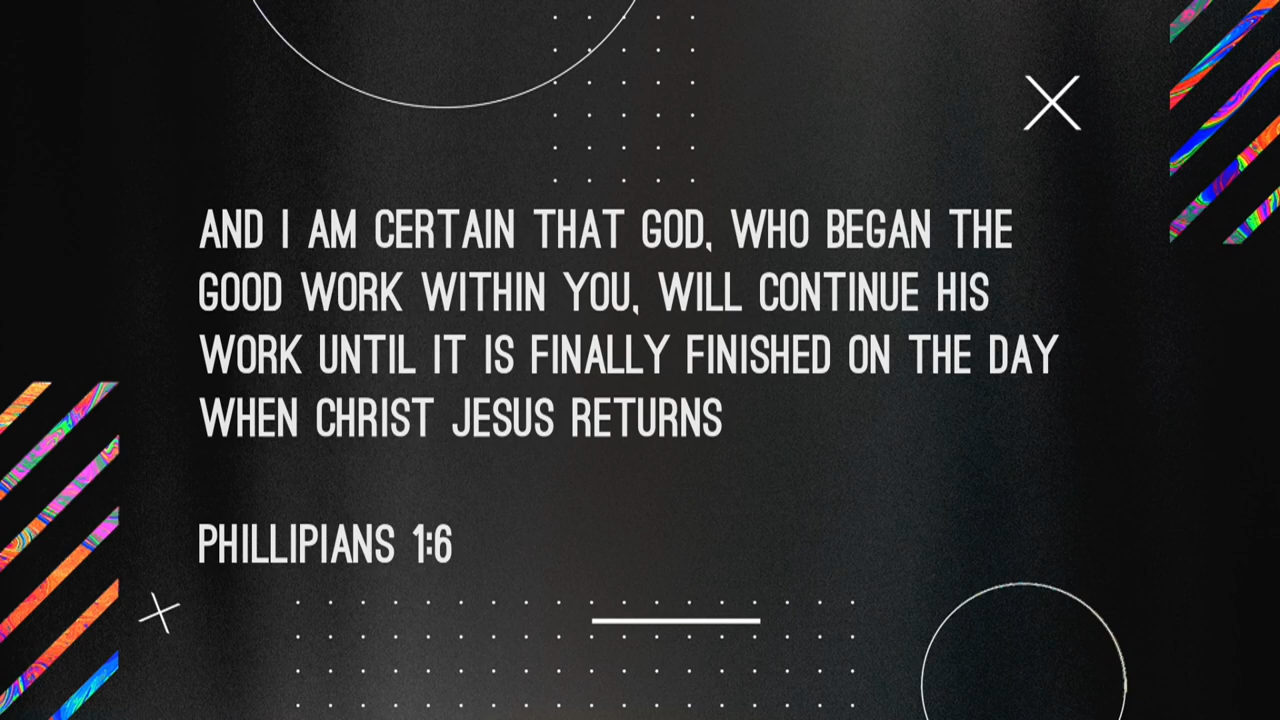 AND I AM CERTAIN THAT GOD, WHO BEGAN THE
GOOD WORK WITHIN YOU, WILL CONTINUE HIS
WORK UNTIL IT IS FINALLY FINISHED ON THE DAY
WHEN CHRIST JESUS RETURNS
PHILLIPIANS 1:6